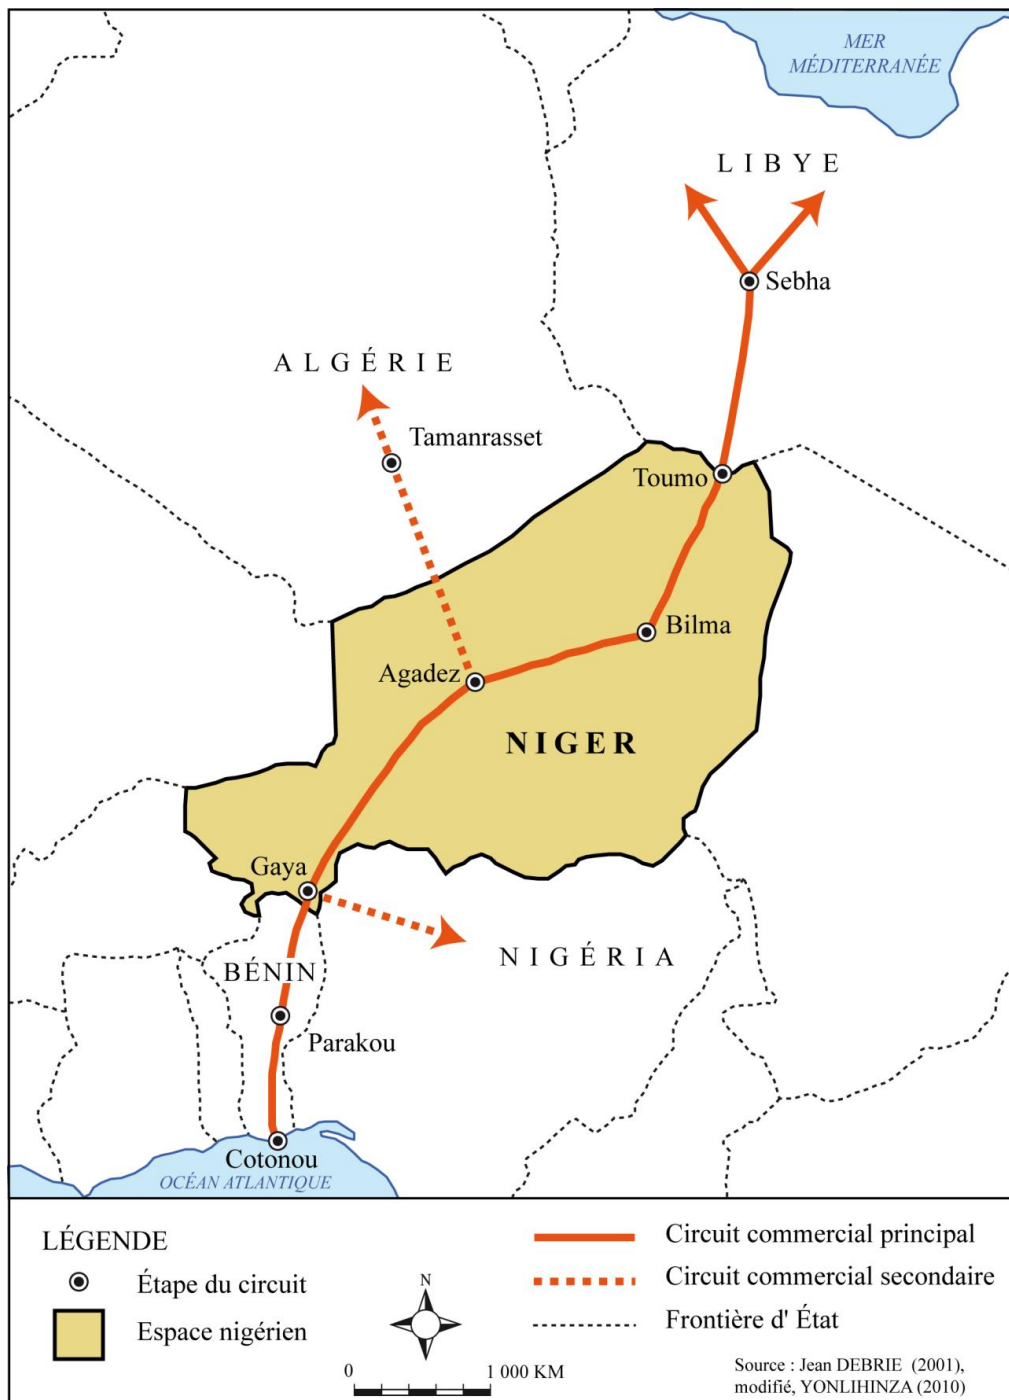 MER
MÉDITERRANÉE
LIBYE
Sebha
ALGÉRIE
Tamanrasset
Toumo
Bilma
Agadez
NIGER
Gaya
NIGÉRIA
BÉNIN
Parakou
Cotonou
OCÉAN ATLANTIQUE
LÉGENDE
Étape du circuit
Espace nigérien
N
0 1 000 KM
Circuit commercial principal
Circuit commercial secondaire
Frontière d' État
Source : Jean DEBRIE (2001),
modifié, YONLIHINZA (2010)